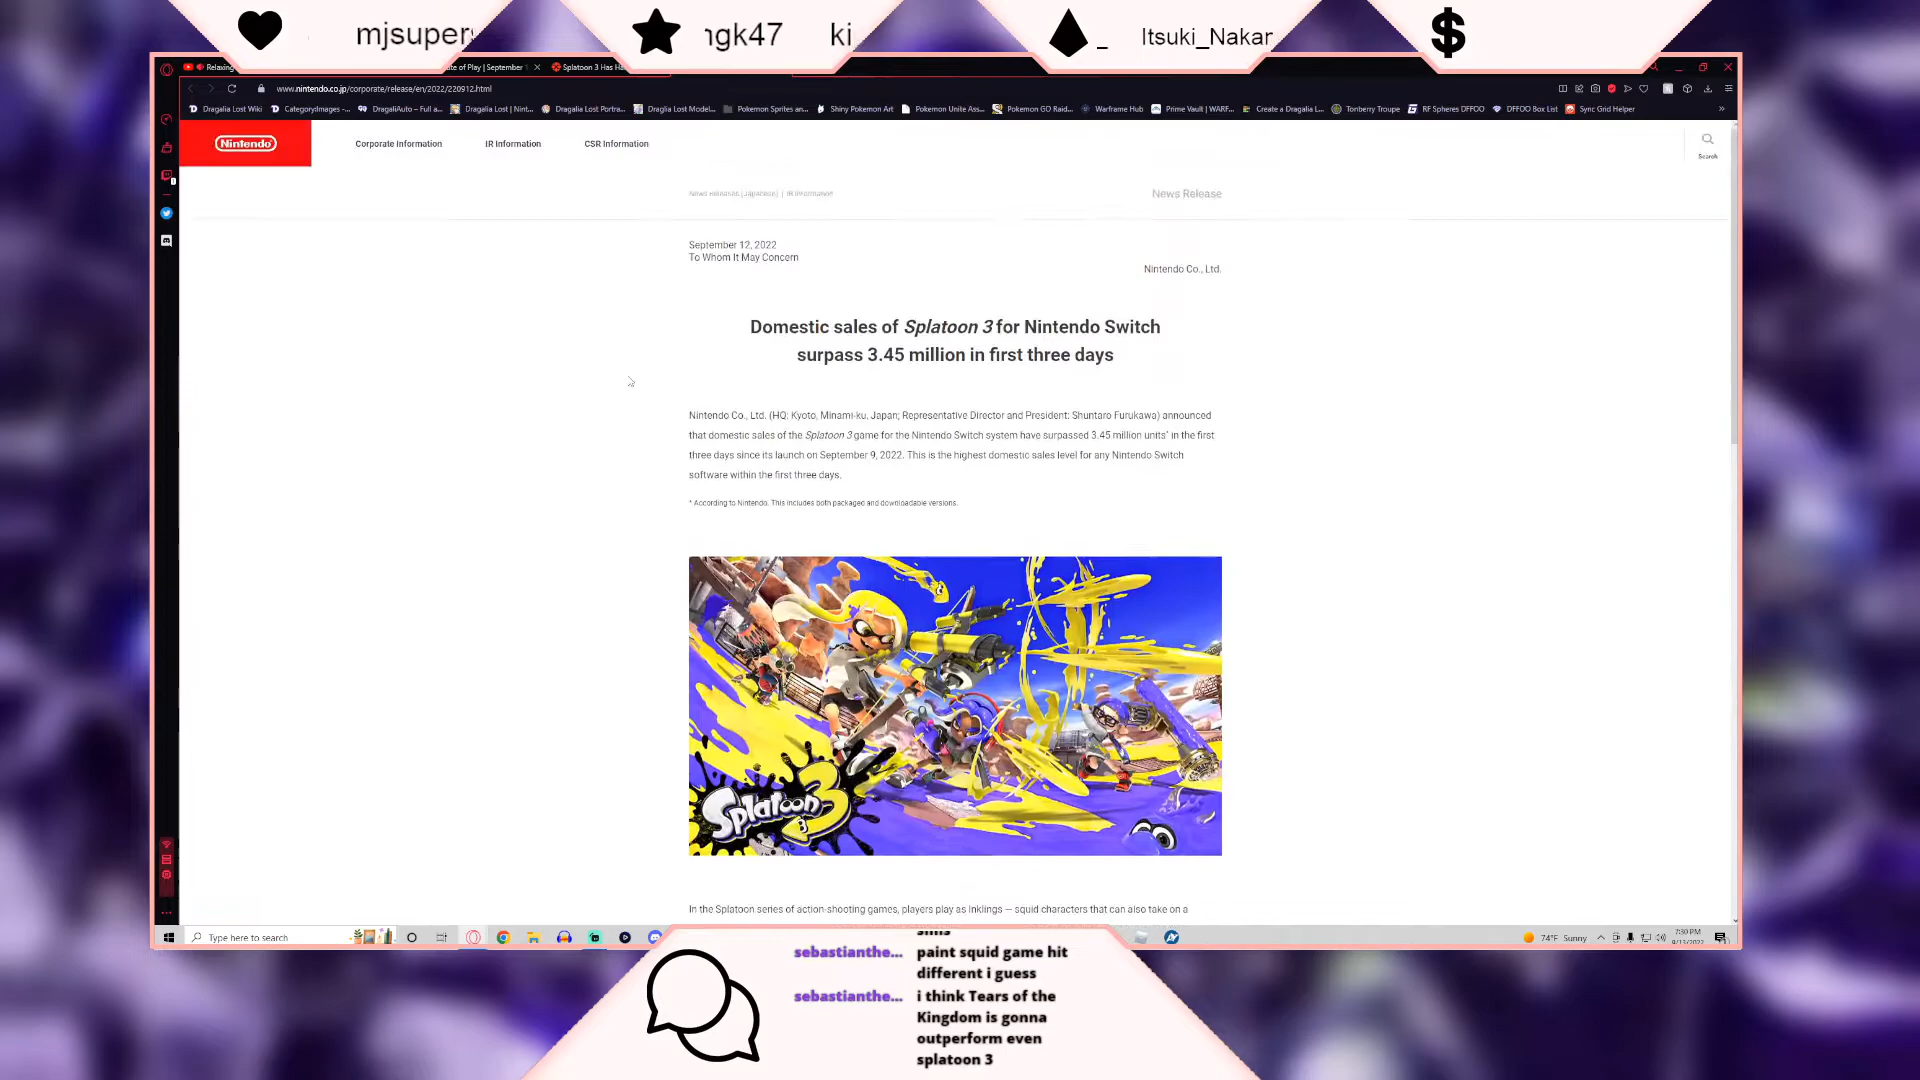 mjsuper
ngk47 ki
Itsuki_Nakar
Relaxing
ate of Play | September
Splatoon 3 Has Ha
www.nintendo.co.jp/corporate/release/en/2022/220912.html
Dragalia Lost Wiki
CategoryImages -...
DragaliAuto – Full a...
Dragalia Lost | Nint...
Dragalia Lost Portra...
Draglia Lost Model...
Pokemon Sprites an...
Shiny Pokemon Art
Pokemon Unite Ass...
Pokemon GO Raid...
Warframe Hub
Prime Vault | WARF...
Create a Dragalia L...
Tonberry Troupe
RF Spheres DFFOO
DFFOO Box List
Sync Grid Helper
Nintendo
Corporate Information
IR Information
CSR Information
Search
News Releases (Japanese) | IR Information
News Release
September 12, 2022
To Whom It May Concern
Nintendo Co., Ltd.
Domestic sales of Splatoon 3 for Nintendo Switch
surpass 3.45 million in first three days
Nintendo Co., Ltd. (HQ: Kyoto, Minami-ku, Japan; Representative Director and President: Shuntaro Furukawa) announced
that domestic sales of the Splatoon 3 game for the Nintendo Switch system have surpassed 3.45 million units* in the first
three days since its launch on September 9, 2022. This is the highest domestic sales level for any Nintendo Switch
software within the first three days.
* According to Nintendo. This includes both packaged and downloadable versions.
Splatoon 3
In the Splatoon series of action-shooting games, players play as Inklings — squid characters that can also take on a
Type here to search
74°F Sunny
7:39 PM
9/13/2022
sebastianthe... paint squid game hit
different i guess
sebastianthe... i think Tears of the
Kingdom is gonna
outperform even
splatoon 3